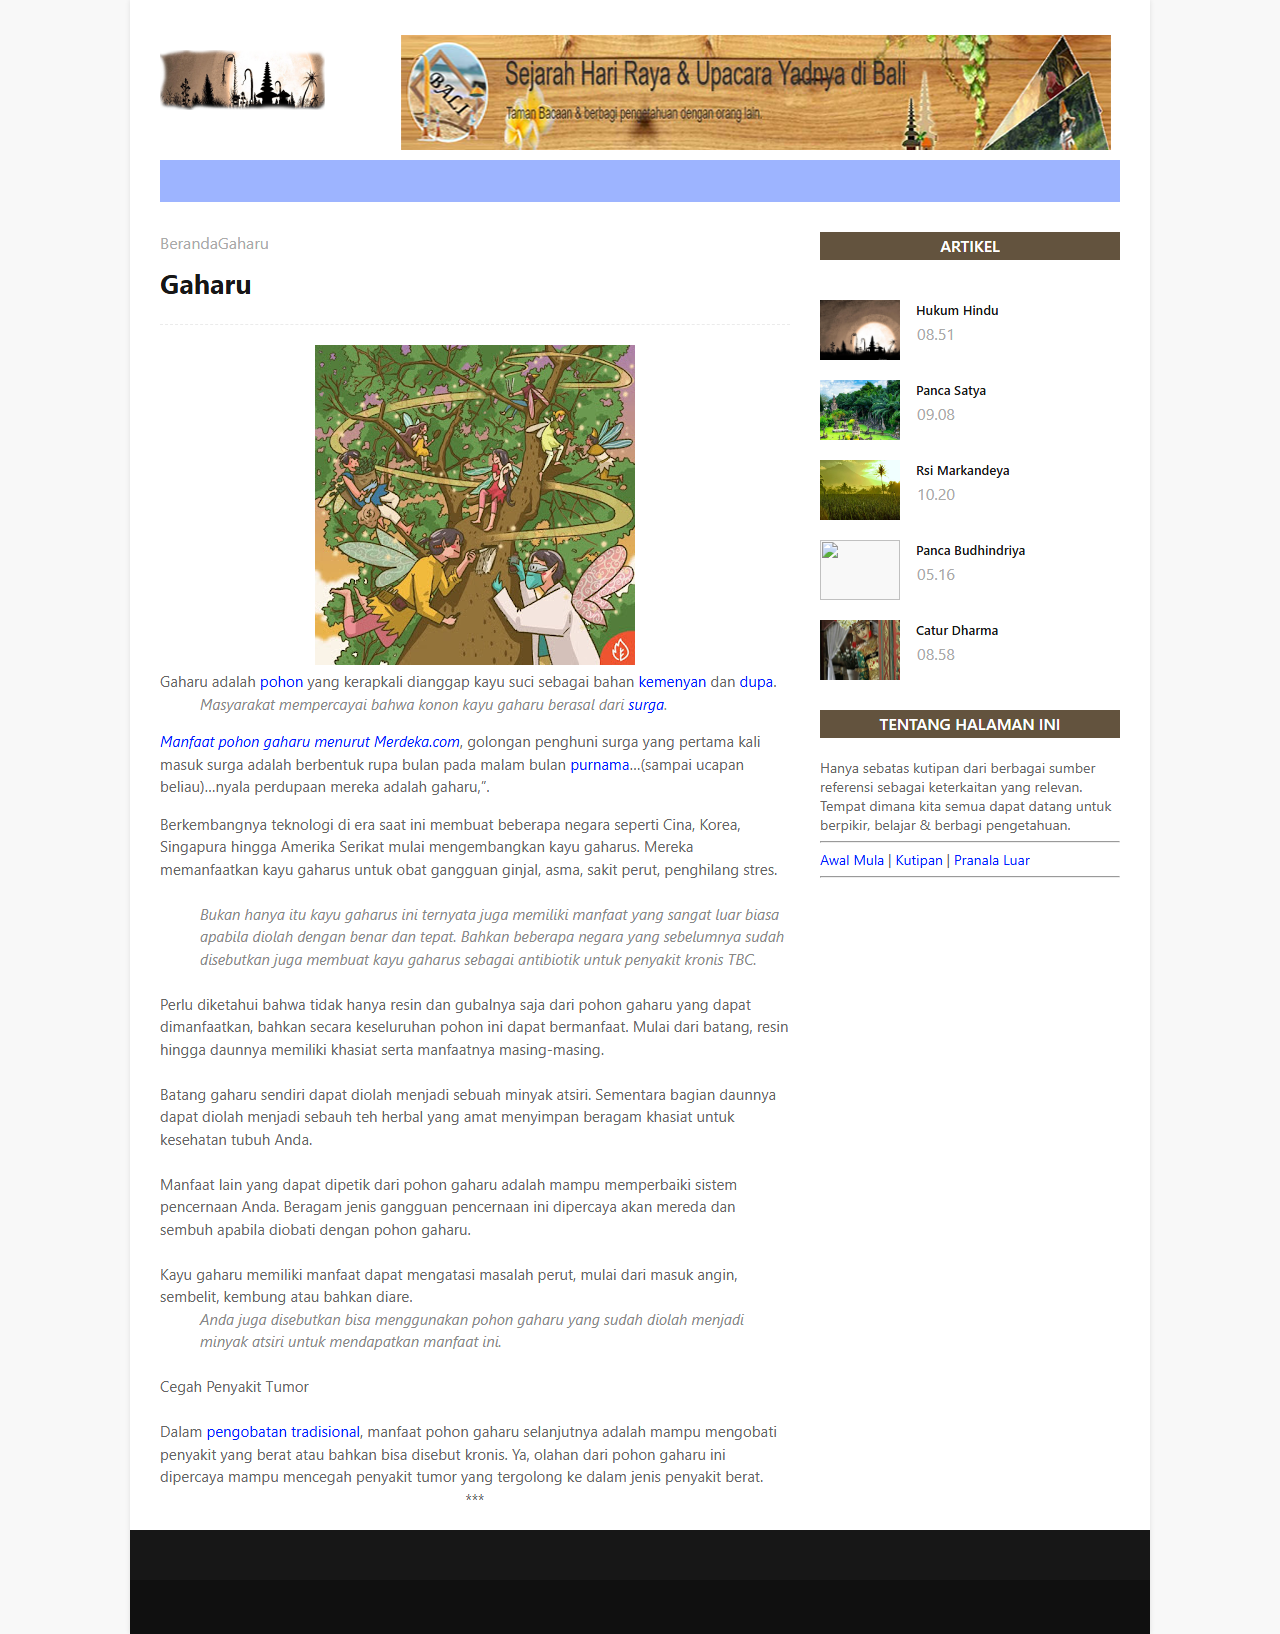 BALI
Sejarah Hari Raya & Upacara Yadnya di Bali
Taman Bacaan & berbagi pengetahuan dengan orang lain.
BerandaGaharu
Gaharu
Gaharu adalah pohon yang kerapkali dianggap kayu suci sebagai bahan kemenyan dan dupa.
Masyarakat mempercayai bahwa konon kayu gaharu berasal dari surga.
Manfaat pohon gaharu menurut Merdeka.com, golongan penghuni surga yang pertama kali
masuk surga adalah berbentuk rupa bulan pada malam bulan purnama...(sampai ucapan
beliau)...nyala perdupaan mereka adalah gaharu,”.
Berkembangnya teknologi di era saat ini membuat beberapa negara seperti Cina, Korea,
Singapura hingga Amerika Serikat mulai mengembangkan kayu gaharus. Mereka
memanfaatkan kayu gaharus untuk obat gangguan ginjal, asma, sakit perut, penghilang stres.
Bukan hanya itu kayu gaharus ini ternyata juga memiliki manfaat yang sangat luar biasa
apabila diolah dengan benar dan tepat. Bahkan beberapa negara yang sebelumnya sudah
disebutkan juga membuat kayu gaharus sebagai antibiotik untuk penyakit kronis TBC.
Perlu diketahui bahwa tidak hanya resin dan gubalnya saja dari pohon gaharu yang dapat
dimanfaatkan, bahkan secara keseluruhan pohon ini dapat bermanfaat. Mulai dari batang, resin
hingga daunnya memiliki khasiat serta manfaatnya masing-masing.
Batang gaharu sendiri dapat diolah menjadi sebuah minyak atsiri. Sementara bagian daunnya
dapat diolah menjadi sebauh teh herbal yang amat menyimpan beragam khasiat untuk
kesehatan tubuh Anda.
Manfaat lain yang dapat dipetik dari pohon gaharu adalah mampu memperbaiki sistem
pencernaan Anda. Beragam jenis gangguan pencernaan ini dipercaya akan mereda dan
sembuh apabila diobati dengan pohon gaharu.
Kayu gaharu memiliki manfaat dapat mengatasi masalah perut, mulai dari masuk angin,
sembelit, kembung atau bahkan diare.
Anda juga disebutkan bisa menggunakan pohon gaharu yang sudah diolah menjadi
minyak atsiri untuk mendapatkan manfaat ini.
Cegah Penyakit Tumor
Dalam pengobatan tradisional, manfaat pohon gaharu selanjutnya adalah mampu mengobati
penyakit yang berat atau bahkan bisa disebut kronis. Ya, olahan dari pohon gaharu ini
dipercaya mampu mencegah penyakit tumor yang tergolong ke dalam jenis penyakit berat.
***
ARTIKEL
Hukum Hindu
08.51
Panca Satya
09.08
Rsi Markandeya
10.20
Panca Budhindriya
05.16
Catur Dharma
08.58
TENTANG HALAMAN INI
Hanya sebatas kutipan dari berbagai sumber
referensi sebagai keterkaitan yang relevan.
Tempat dimana kita semua dapat datang untuk
berpikir, belajar & berbagi pengetahuan.
Awal Mula | Kutipan | Pranala Luar